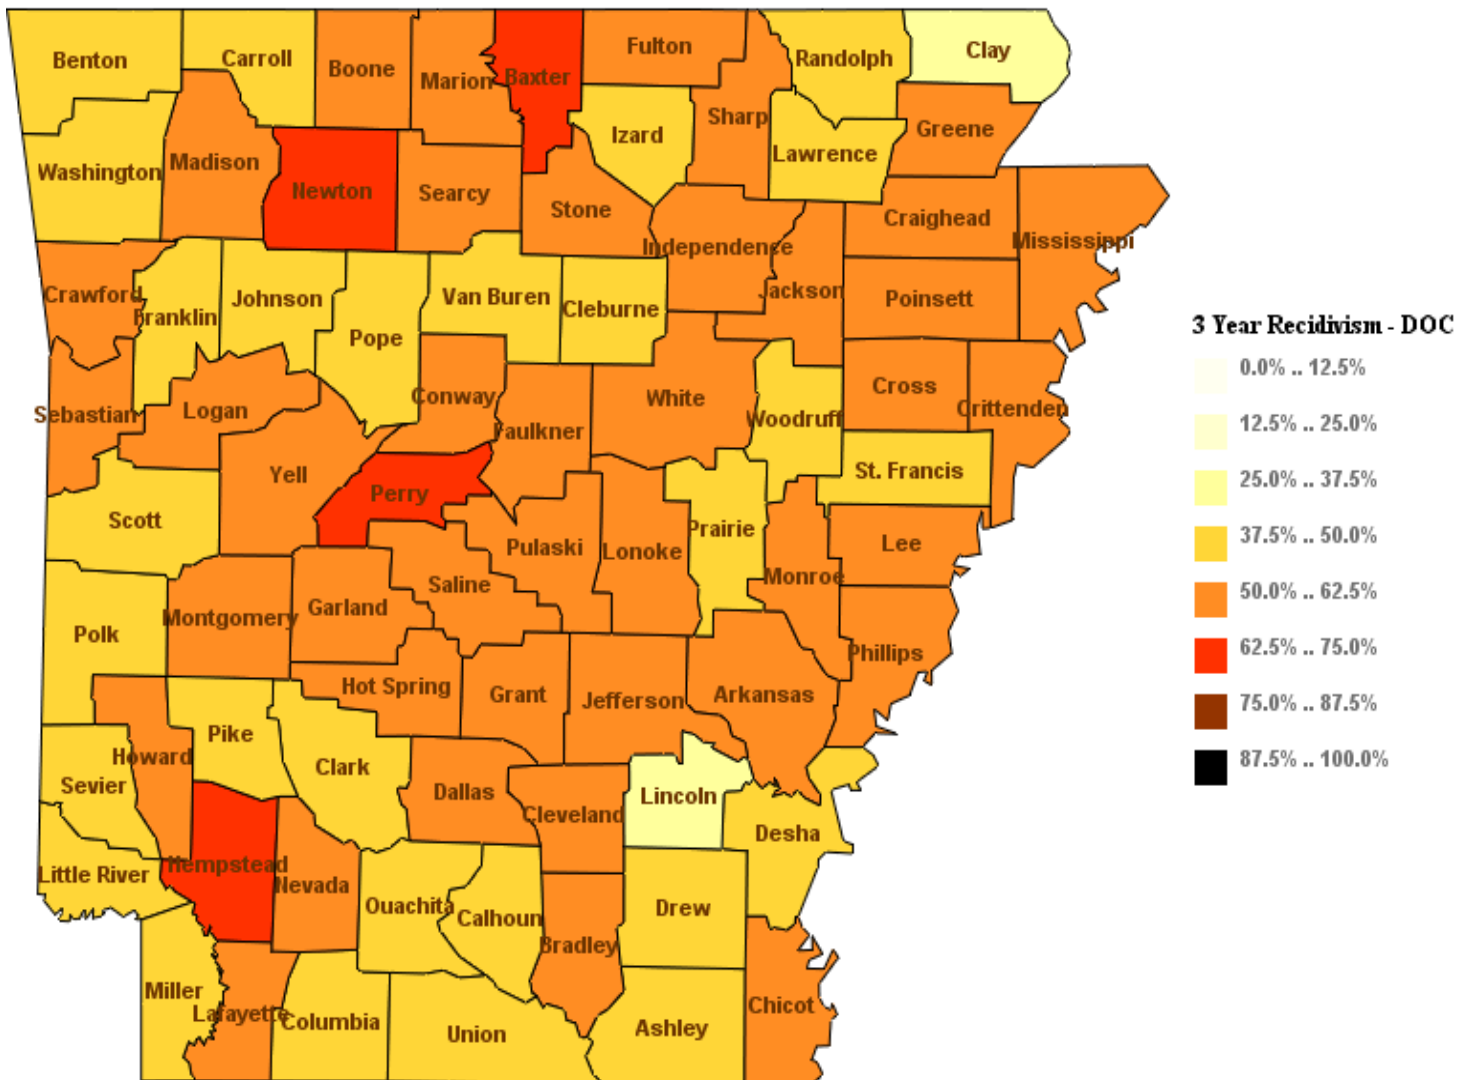 Benton
Carroll
Boone
Marion
Baxter
Fulton
Sharp
Randolph
Clay
Izard
Greene
Lawrence
Washington
Madison
Newton
Searcy
Stone
Independence
Craighead
Mississippi
Crawford
Franklin
Johnson
Pope
Van Buren
Cleburne
Jackson
Poinsett
Sebastian
Logan
Conway
Faulkner
White
Woodruff
Cross
Crittenden
Yell
Perry
St. Francis
Scott
Pulaski
Lonoke
Prairie
Lee
Monroe
Polk
Montgomery
Garland
Saline
Phillips
Hot Spring
Grant
Jefferson
Arkansas
Howard
Pike
Clark
Sevier
Dallas
Cleveland
Lincoln
Desha
Little River
Hempstead
Nevada
Ouachita
Calhoun
Bradley
Drew
Miller
Lafayette
Columbia
Union
Ashley
Chicot
3 Year Recidivism - DOC
0.0% .. 12.5%
12.5% .. 25.0%
25.0% .. 37.5%
37.5% .. 50.0%
50.0% .. 62.5%
62.5% .. 75.0%
75.0% .. 87.5%
87.5% .. 100.0%